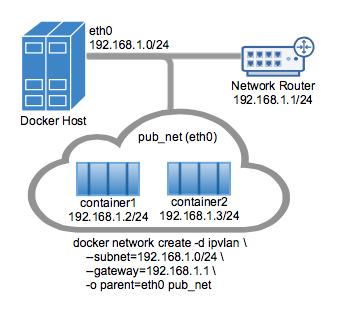 eth0
192.168.1.0/24
Docker Host
Network Router
192.168.1.1/24
pub_net (eth0)
container1
192.168.1.2/24
container2
192.168.1.3/24
docker network create -d ipvlan \
--subnet=192.168.1.0/24 \
--gateway=192.168.1.1 \
-o parent=eth0 pub_net